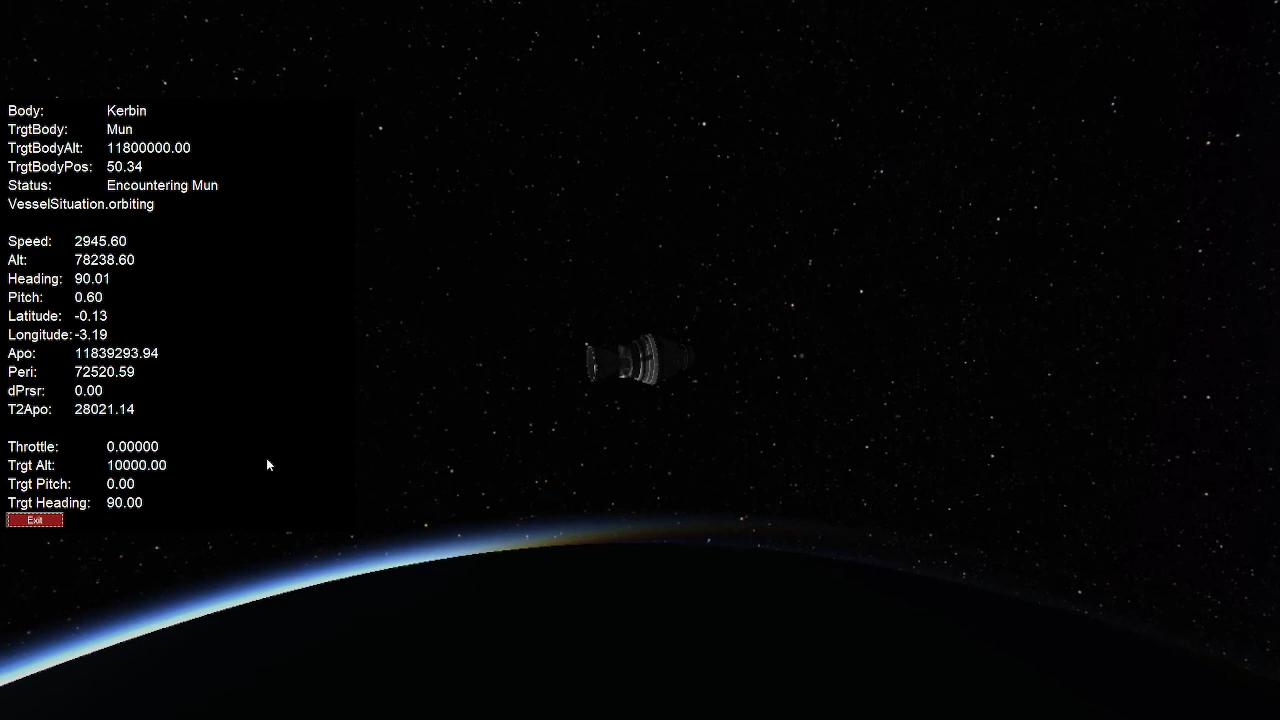 Body: Kerbin
TrgtBody: Mun
TrgtBodyAlt: 11800000.00
TrgtBodyPos: 50.34
Status: Encountering Mun
VesselSituation.orbiting
Speed: 2945.60
Alt: 78238.60
Heading: 90.01
Pitch: 0.60
Latitude: -0.13
Longitude: -3.19
Apo: 11839293.94
Peri: 72520.59
dPrsr: 0.00
T2Apo: 28021.14
Throttle: 0.00000
Trgt Alt: 10000.00
Trgt Pitch: 0.00
Trgt Heading: 90.00
Exit